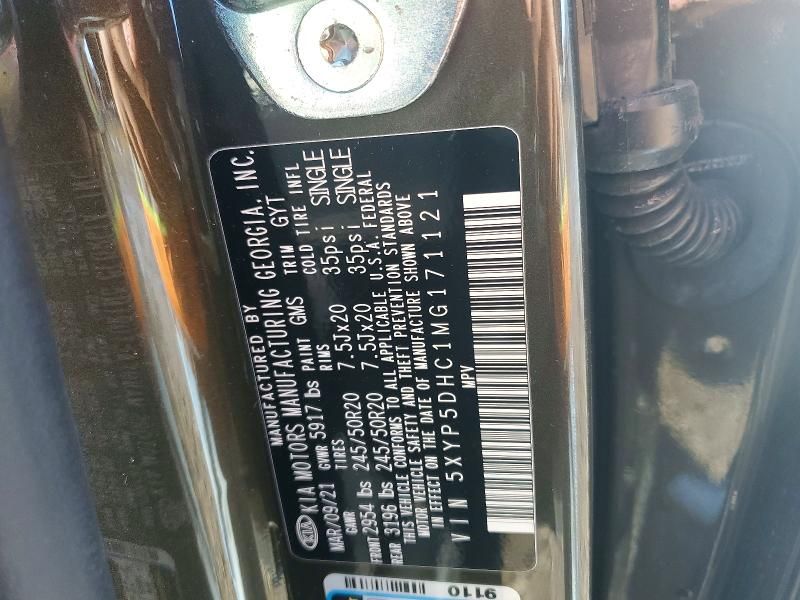 MANUFACTURED BY
KIA KIA MOTORS MANUFACTURING GEORGIA, INC.
MAR/09/21 GVWR 5917 lbs PAINT GMS TRIM GYT
GAWR TIRES RIMS COLD TIRE INFL
FRONT 2954 lbs 245/50R20 7.5Jx20 35psi SINGLE
REAR 3196 lbs 245/50R20 7.5Jx20 35psi SINGLE
THIS VEHICLE CONFORMS TO ALL APPLICABLE U.S.A. FEDERAL
MOTOR VEHICLE SAFETY AND THEFT PREVENTION STANDARDS
IN EFFECT ON THE DATE OF MANUFACTURE SHOWN ABOVE
VIN 5XYP5DHC1MG171121
MPV
9110